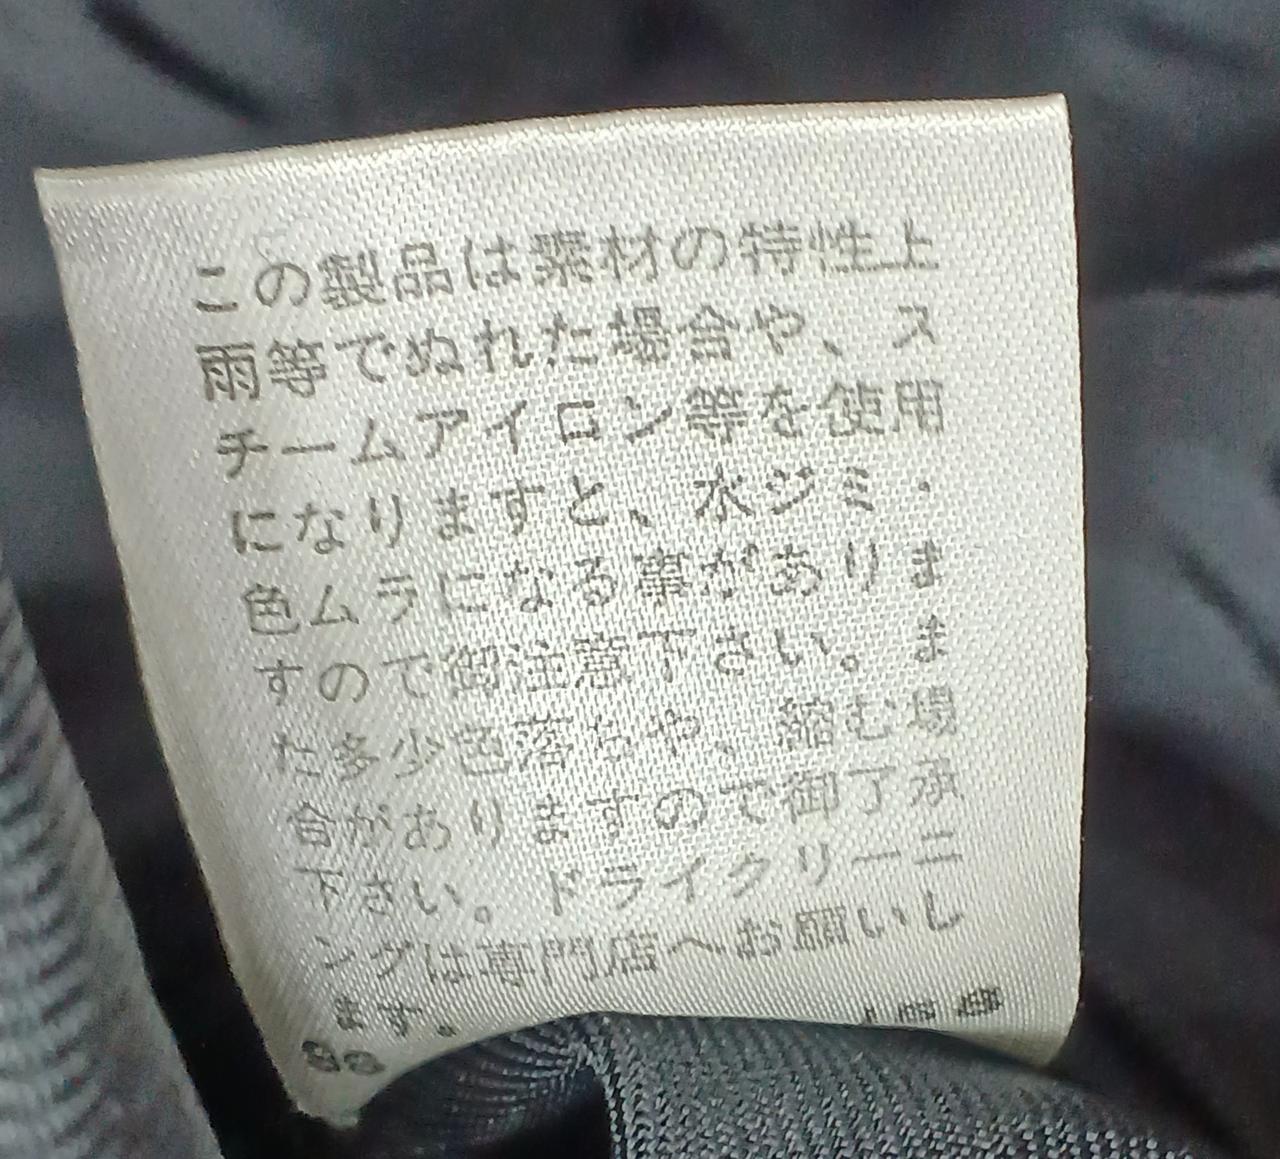 この製品は素材の特性上
雨等でぬれた場合や、ス
チームアイロン等を使用
になりますと、水ジミ・
色ムラになる事がありま
すので御注意下さい。ま
た多少色落ちや、縮む場
合がありますので御了承
下さい。ドライクリーニ
ングは専門店へお願いし
ます。